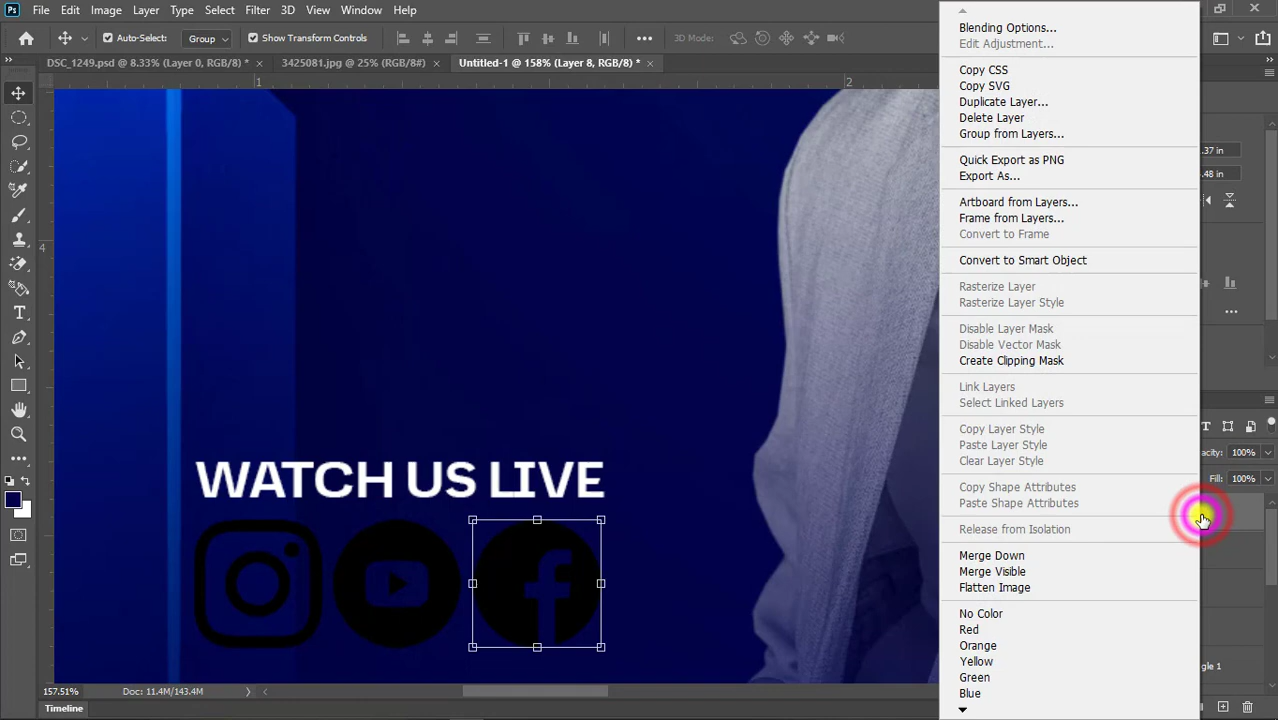 Ps File Edit Image Layer Type Select Filter 3D View Window Help
Auto-Select: Group Show Transform Controls 3D Mode:
DSC_1249.psd @ 8.33% (Layer 0, RGB/8) * 3425081.jpg @ 25% (RGB/8#) Untitled-1 @ 158% (Layer 8, RGB/8) *
1 2
4
WATCH US LIVE
Blending Options...
Edit Adjustment...
Copy CSS
Copy SVG
Duplicate Layer...
Delete Layer
Group from Layers...
Quick Export as PNG
Export As...
Artboard from Layers...
Frame from Layers...
Convert to Frame
Convert to Smart Object
Rasterize Layer
Rasterize Layer Style
Disable Layer Mask
Disable Vector Mask
Create Clipping Mask
Link Layers
Select Linked Layers
Copy Layer Style
Paste Layer Style
Clear Layer Style
Copy Shape Attributes
Paste Shape Attributes
Release from Isolation
Merge Down
Merge Visible
Flatten Image
No Color
Red
Orange
Yellow
Green
Blue
.37 in
.48 in
acity: 100%
Fill: 100%
gle 1
157.51% Doc: 11.4M/143.4M
Timeline